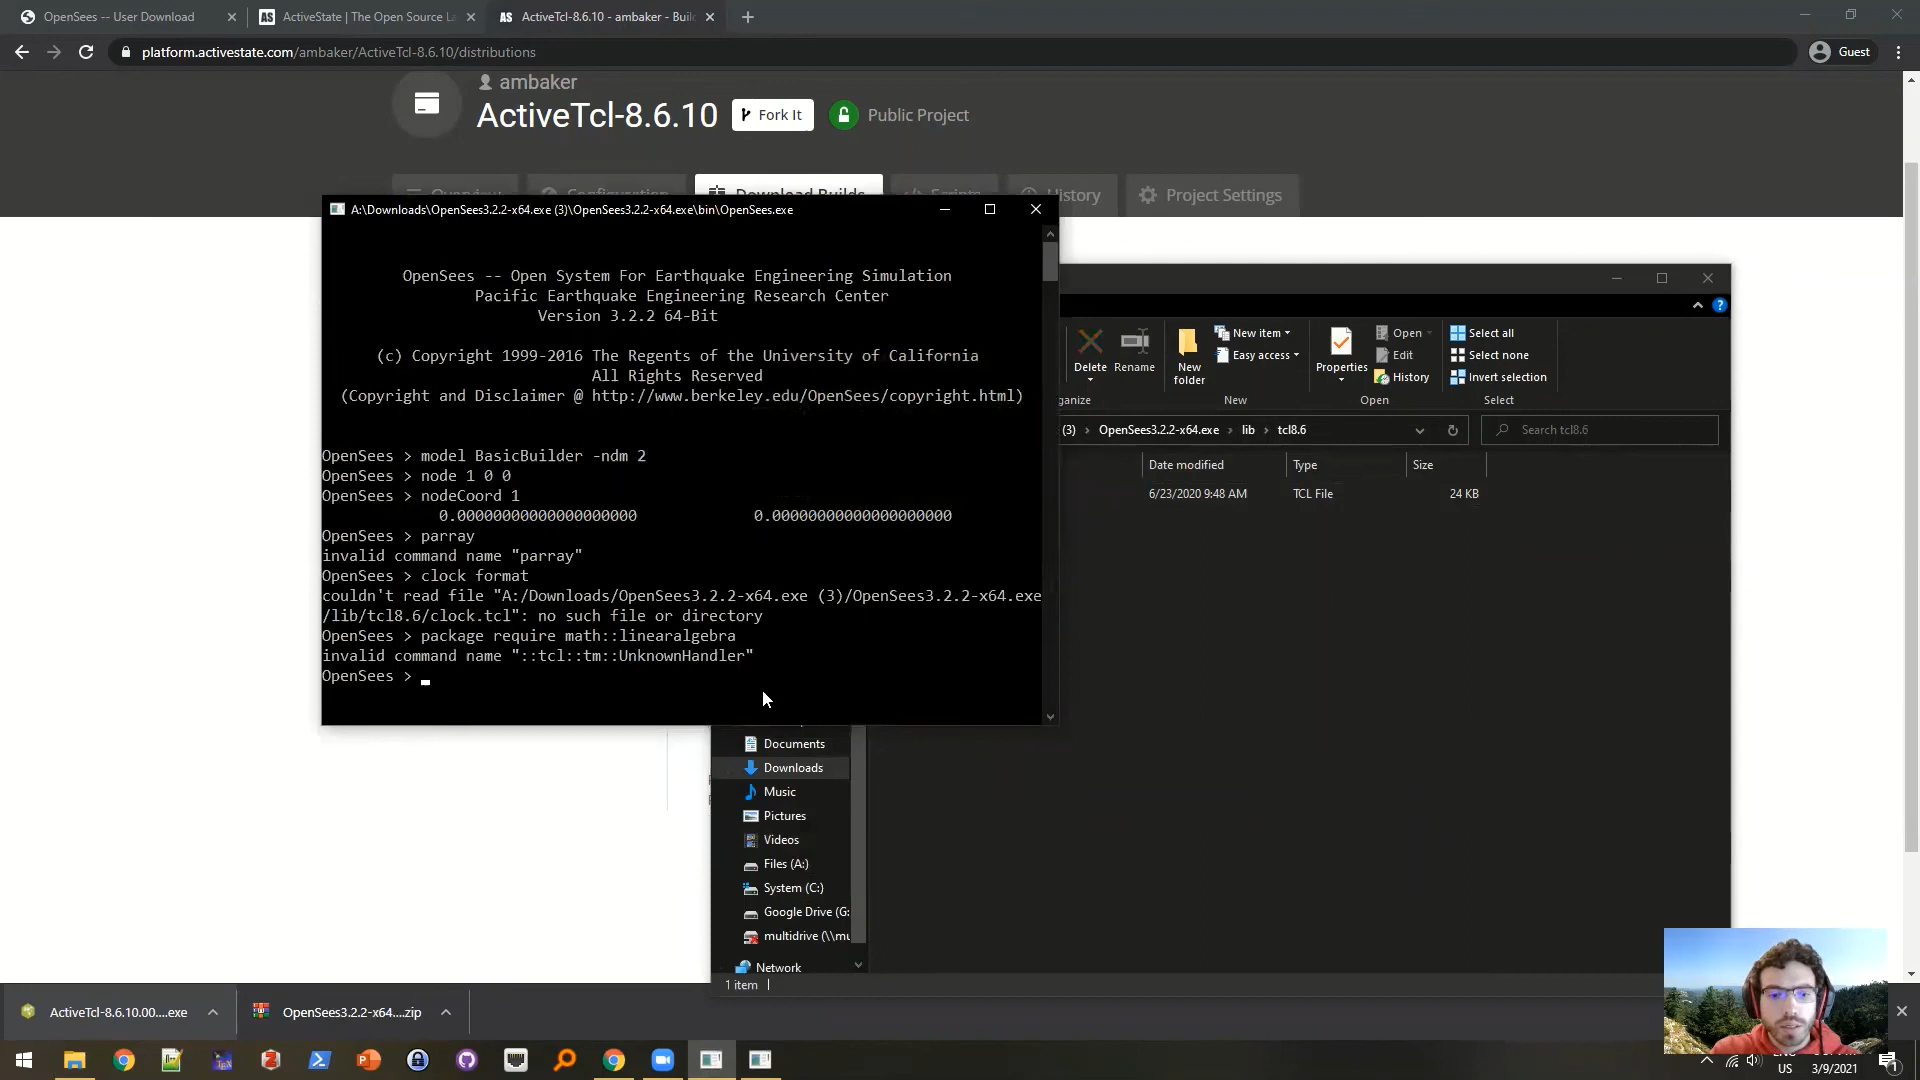 OpenSees -- User Download
ActiveState | The Open Source La
ActiveTcl-8.6.10 - ambaker - Buil
platform.activestate.com/ambaker/ActiveTcl-8.6.10/distributions
Guest
ambaker
ActiveTcl-8.6.10
Fork It
Public Project
Overview
Configuration
Download Builds
Scripts
History
Project Settings
A:\Downloads\OpenSees3.2.2-x64.exe (3)\OpenSees3.2.2-x64.exe\bin\OpenSees.exe
OpenSees -- Open System For Earthquake Engineering Simulation
Pacific Earthquake Engineering Research Center
Version 3.2.2 64-Bit
(c) Copyright 1999-2016 The Regents of the University of California
All Rights Reserved
(Copyright and Disclaimer @ http://www.berkeley.edu/OpenSees/copyright.html)
OpenSees > model BasicBuilder -ndm 2
OpenSees > node 1 0 0
OpenSees > nodeCoord 1
0.00000000000000000000 0.00000000000000000000
OpenSees > parray
invalid command name "parray"
OpenSees > clock format
couldn't read file "A:/Downloads/OpenSees3.2.2-x64.exe (3)/OpenSees3.2.2-x64.exe
/lib/tcl8.6/clock.tcl": no such file or directory
OpenSees > package require math::linearalgebra
invalid command name "::tcl::tm::UnknownHandler"
OpenSees >
Delete
Rename
New folder
New item
Easy access
Properties
Open
Edit
History
Select all
Select none
Invert selection
ganize
New
Open
Select
(3) › OpenSees3.2.2-x64.exe › lib › tcl8.6
Search tcl8.6
Date modified
Type
Size
6/23/2020 9:48 AM
TCL File
24 KB
Documents
Downloads
Music
Pictures
Videos
Files (A:)
System (C:)
Google Drive (G:
multidrive (\\mu
Network
1 item
ActiveTcl-8.6.10.00....exe
OpenSees3.2.2-x64....zip
US
3/9/2021